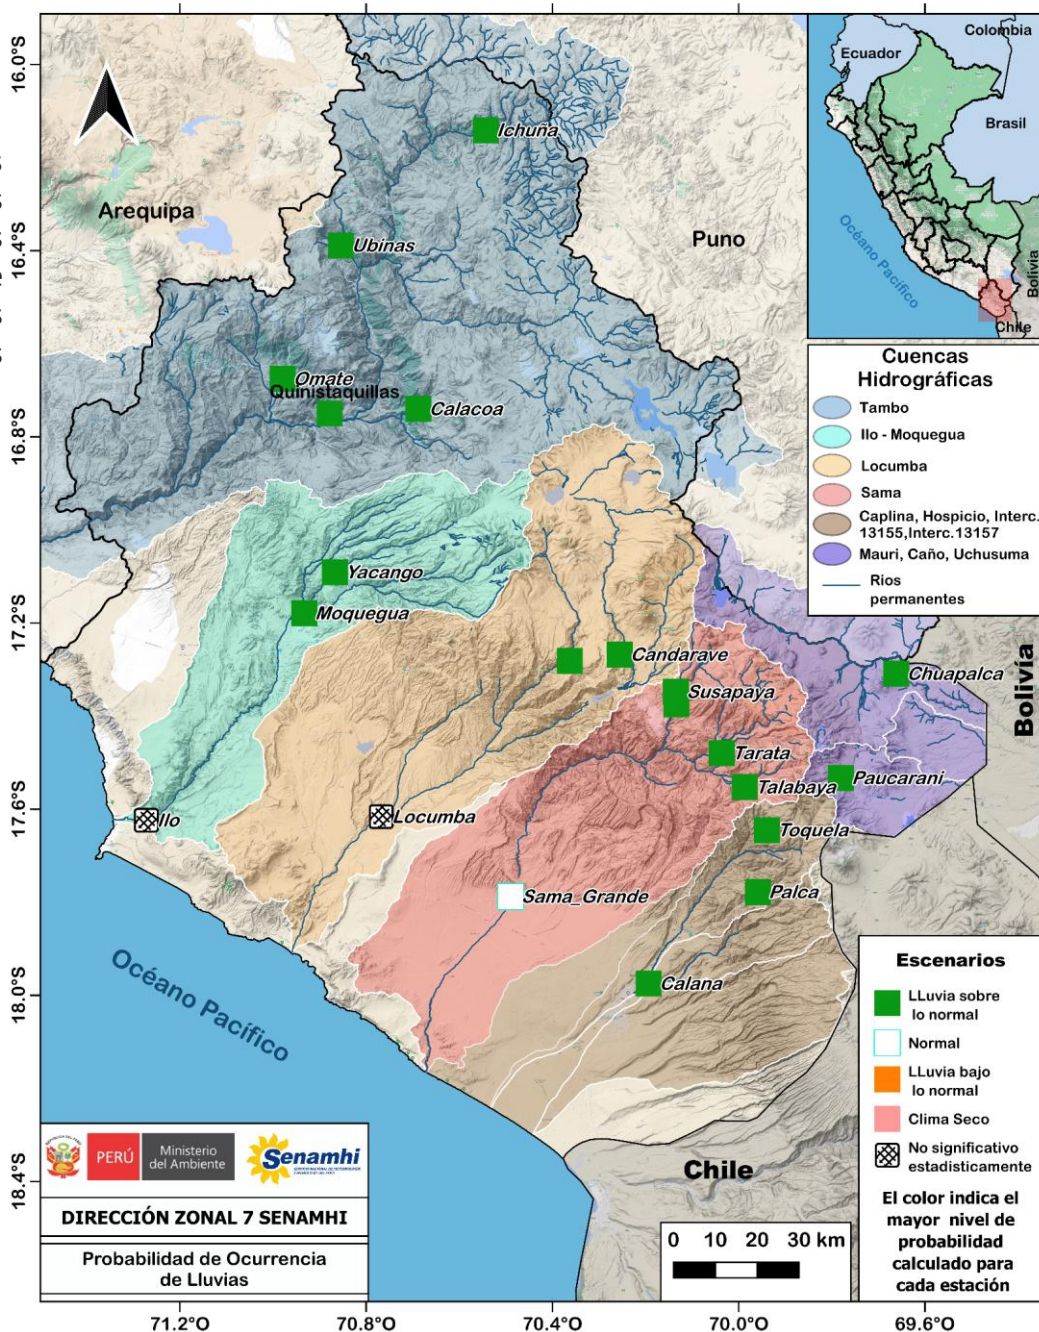 16.0°S
16.4°S
16.8°S
17.2°S
17.6°S
18.0°S
18.4°S
Arequipa
Puno
Ichuña
Ubinas
Omate
Quinistaquillas
Calacoa
Yacango
Moquegua
Candarave
Susapaya
Chuapalca
Tarata
Paucarani
Talabaya
Ilo
Locumba
Toquela
Palca
Sama_Grande
Calana
Océano Pacífico
Bolivía
Chile
Colombia
Ecuador
Brasil
Océano Pacífico
Bolivia
Chile
Cuencas
Hidrográficas
Tambo
Ilo - Moquegua
Locumba
Sama
Caplina, Hospicio, Interc.
13155,Interc.13157
Mauri, Caño, Uchusuma
Rios
permanentes
Escenarios
LLuvia sobre
lo normal
Normal
LLuvia bajo
lo normal
Clima Seco
No significativo
estadisticamente
El color indica el
mayor nivel de
probabilidad
calculado para
cada estación
PERÚ
Ministerio
del Ambiente
Senamhi
DIRECCIÓN ZONAL 7 SENAMHI
Probabilidad de Ocurrencia
de Lluvias
0 10 20 30 km
71.2°O 70.8°O 70.4°O 70.0°O 69.6°O